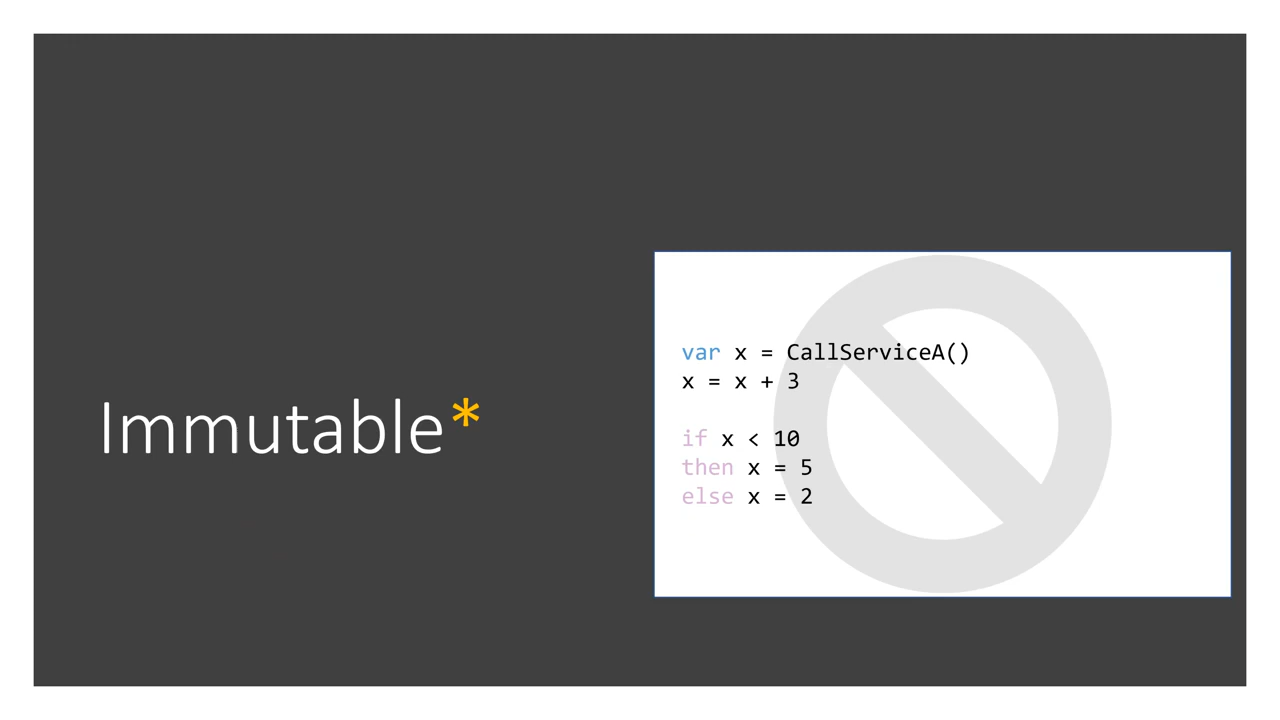 Immutable*
var x = CallServiceA()
x = x + 3
if x < 10
then x = 5
else x = 2